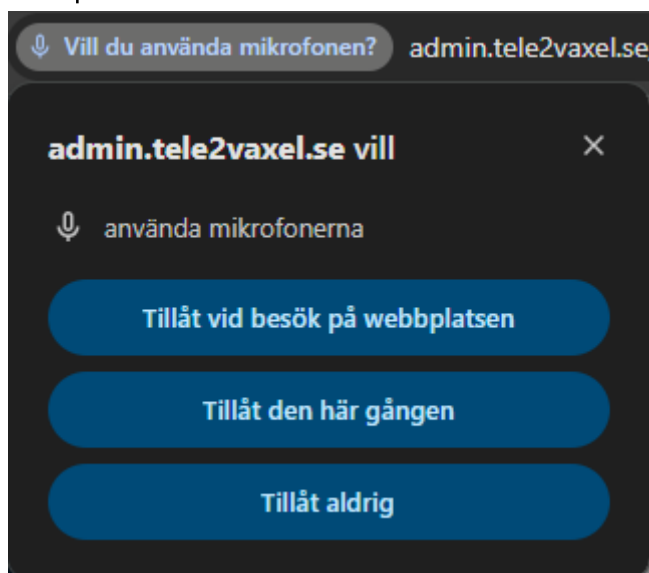 Vill du använda mikrofonen? admin.tele2vaxel.se
admin.tele2vaxel.se vill
använda mikrofonerna
Tillåt vid besök på webbplatsen
Tillåt den här gången
Tillåt aldrig